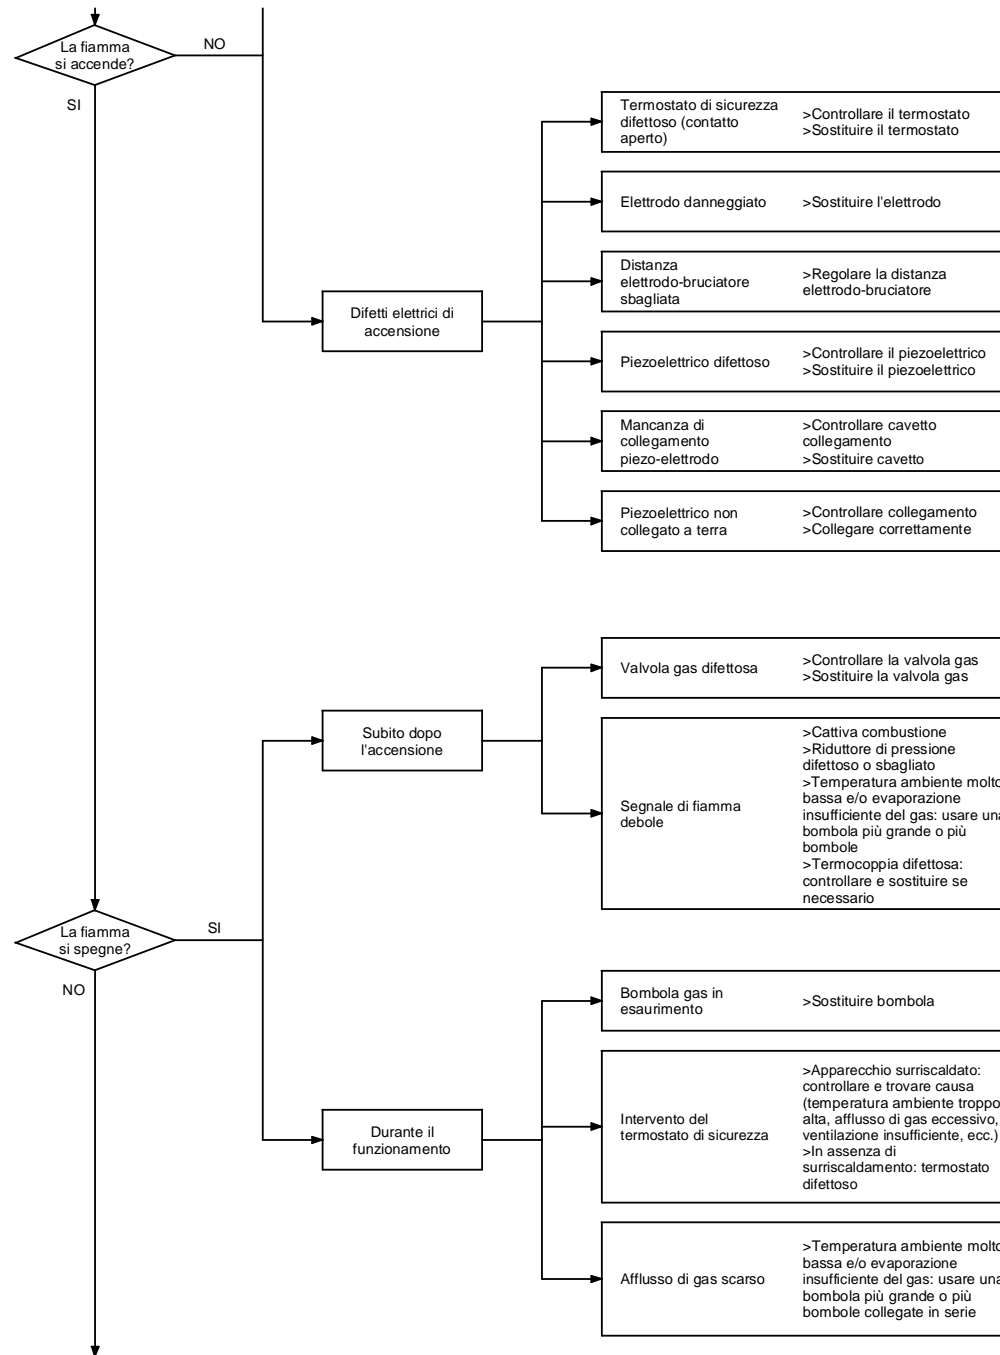 La fiamma
si accende?
NO
SI
Termostato di sicurezza
difettoso (contatto
aperto)
>Controllare il termostato
>Sostituire il termostato
Elettrodo danneggiato
>Sostituire l'elettrodo
Distanza
elettrodo-bruciatore
sbagliata
>Regolare la distanza
elettrodo-bruciatore
Difetti elettrici di
accensione
Piezoelettrico difettoso
>Controllare il piezoelettrico
>Sostituire il piezoelettrico
Mancanza di
collegamento
piezo-elettrodo
>Controllare cavetto
collegamento
>Sostituire cavetto
Piezoelettrico non
collegato a terra
>Controllare collegamento
>Collegare correttamente
Valvola gas difettosa
>Controllare la valvola gas
>Sostituire la valvola gas
Subito dopo
l'accensione
Segnale di fiamma
debole
>Cattiva combustione
>Riduttore di pressione
difettoso o sbagliato
>Temperatura ambiente molto
bassa e/o evaporazione
insufficiente del gas: usare una
bombola più grande o più
bombole
>Termocoppia difettosa:
controllare e sostituire se
necessario
La fiamma
si spegne?
SI
NO
Bombola gas in
esaurimento
>Sostituire bombola
Durante il
funzionamento
Intervento del
termostato di sicurezza
>Apparecchio surriscaldato:
controllare e trovare causa
(temperatura ambiente troppo
alta, afflusso di gas eccessivo,
ventilazione insufficiente, ecc.)
>In assenza di
surriscaldamento: termostato
difettoso
Afflusso di gas scarso
>Temperatura ambiente molto
bassa e/o evaporazione
insufficiente del gas: usare una
bombola più grande o più
bombole collegate in serie